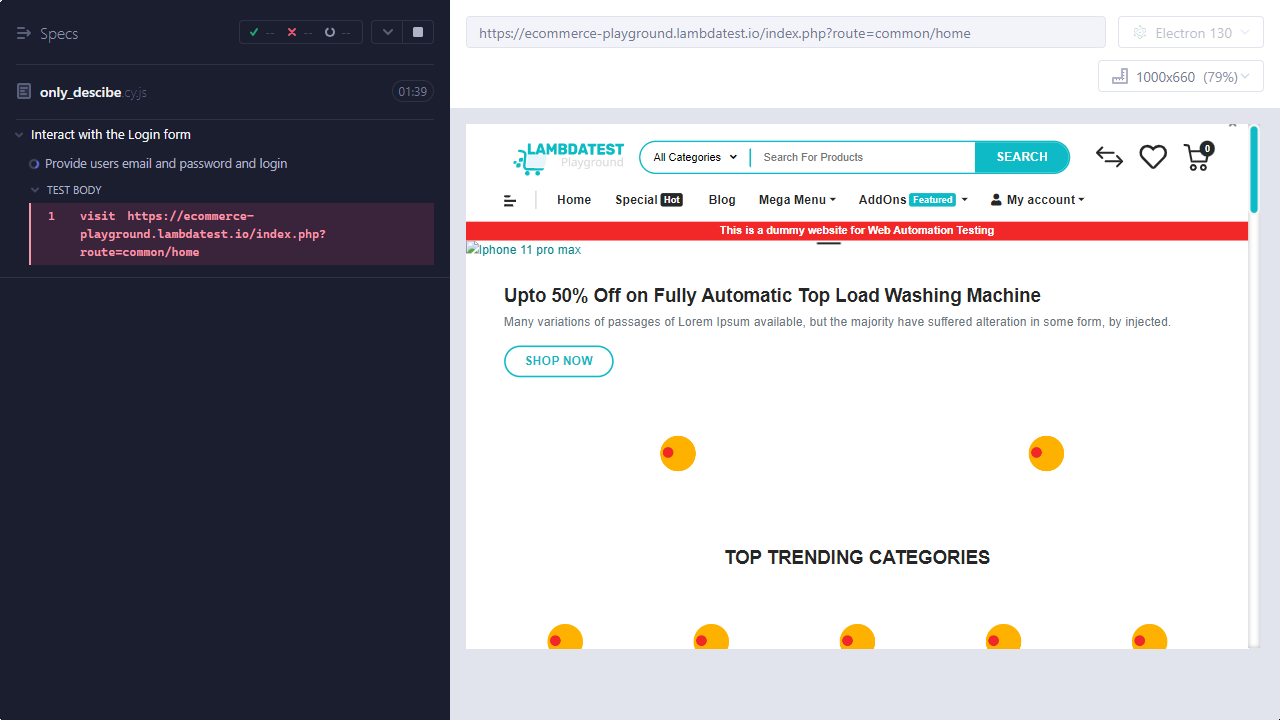 Specs
-- -- --
only_descibe.cy.js 01:39
Interact with the Login form
Provide users email and password and login
TEST BODY
1 visit https://ecommerce-
playground.lambdatest.io/index.php?
route=common/home
https://ecommerce-playground.lambdatest.io/index.php?route=common/home
Electron 130
1000x660 (79%)
LAMBDATEST
Playground
All Categories
Search For Products
SEARCH
0
Home Special Hot Blog Mega Menu AddOns Featured My account
This is a dummy website for Web Automation Testing
Iphone 11 pro max
Upto 50% Off on Fully Automatic Top Load Washing Machine
Many variations of passages of Lorem Ipsum available, but the majority have suffered alteration in some form, by injected.
SHOP NOW
TOP TRENDING CATEGORIES